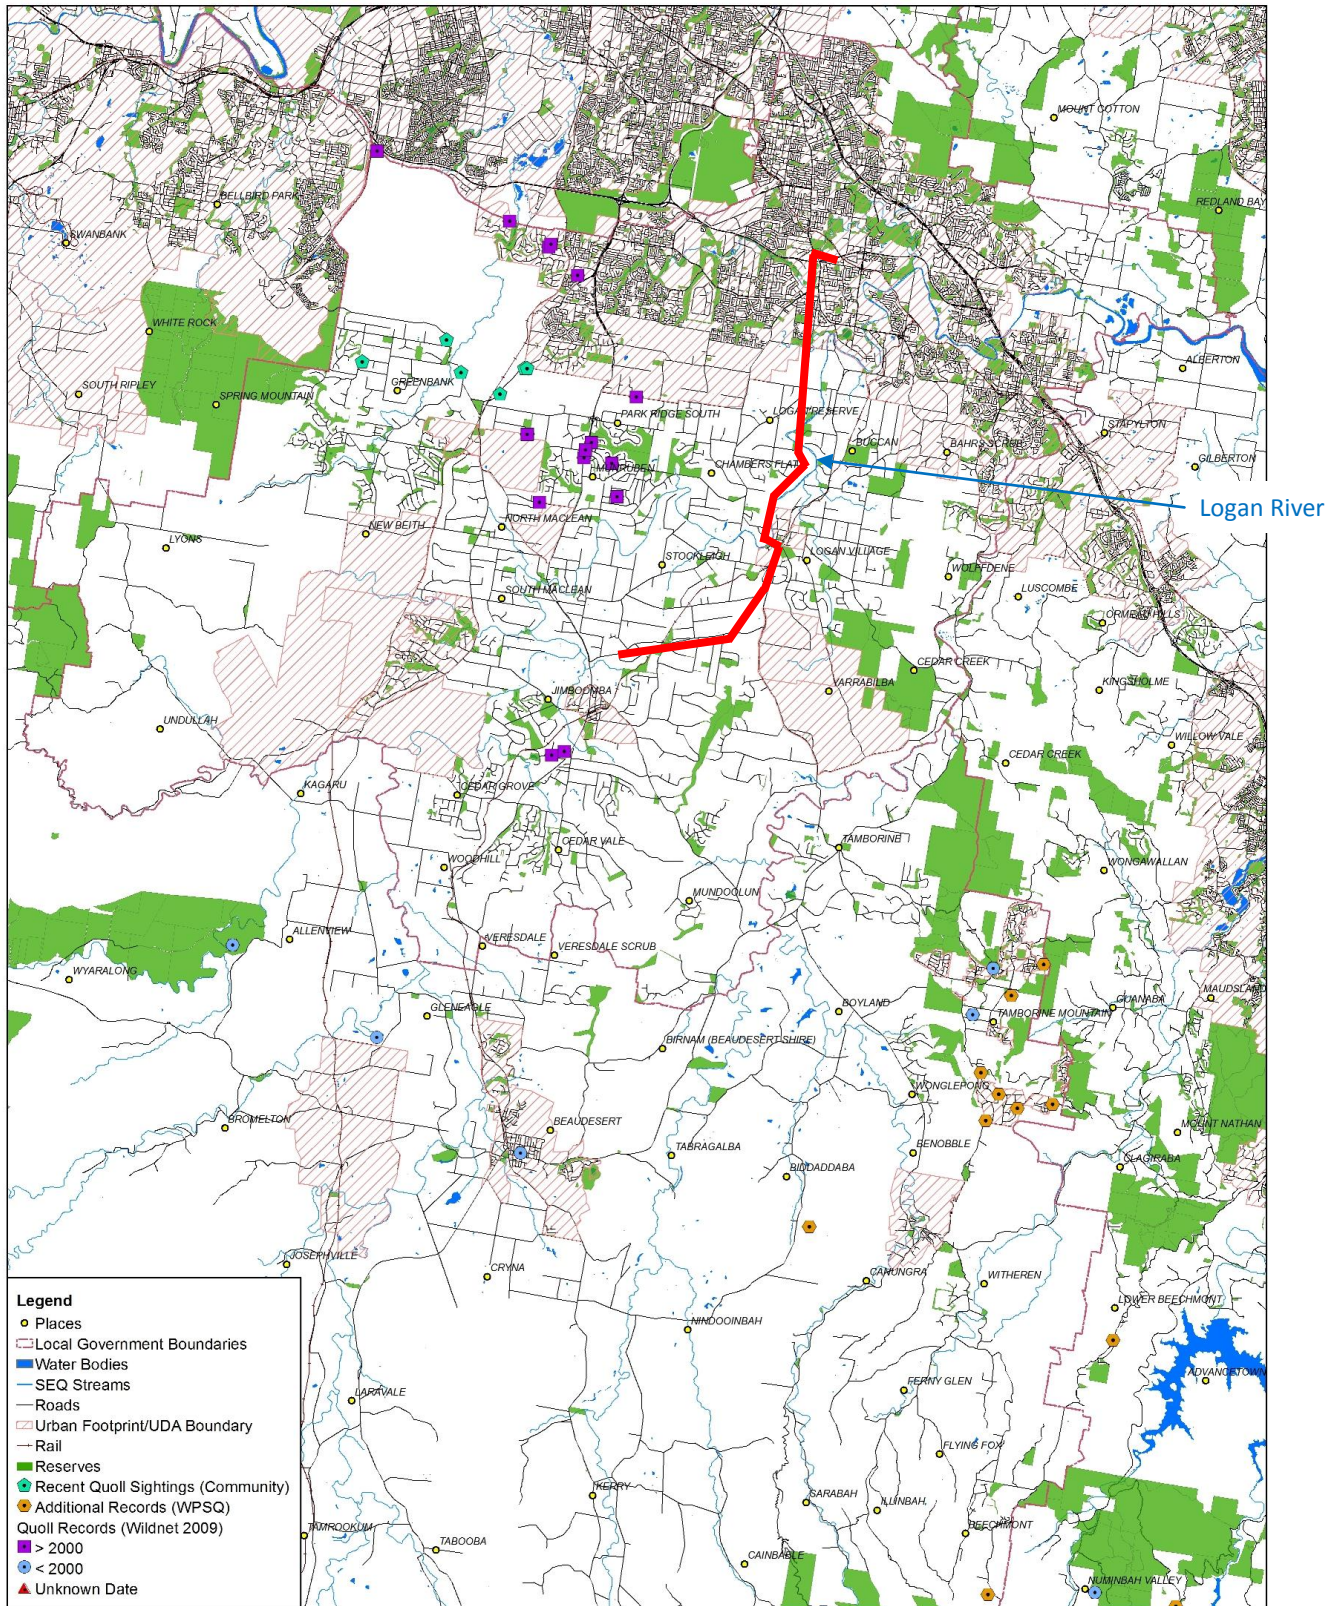 MOUNT COTTON
BELLBIRD PARK
REDLAND BAY
SWANBANK
WHITE ROCK
ALBERTON
GREENBANK
SOUTH RIPLEY
SPRING MOUNTAIN
PARK RIDGE SOUTH
LOGAN RESERVE
STAPYLTON
BUCCAN
BAHRS SCRUB
GILBERTON
CHAMBERS FLAT
MUNRUBEN
Logan River
NORTH MACLEAN
NEW BEITH
LYONS
STOCKLEIGH
LOGAN VILLAGE
WOLFFDENE
LUSCOMBE
SOUTH MACLEAN
ORMEAU HILLS
CEDAR CREEK
JIMBOOMBA
YARRABILBA
KINGSHOLME
UNDULLAH
WILLOW VALE
CEDAR CREEK
KAGARU
CEDAR GROVE
CEDAR VALE
TAMBORINE
WOODHILL
WONGAWALLAN
MUNDOOLUN
ALLENVIEW
VERESDALE
VERESDALE SCRUB
WYARALONG
MAUDSLAND
GLENEAGLE
BOYLAND
GUANABA
TAMBORINE MOUNTAIN
BIRNAM (BEAUDESERT SHIRE)
WONGLEPONG
BROMELTON
BEAUDESERT
MOUNT NATHAN
TABRAGALBA
BENOBBLE
CLAGIRABA
BIDDADDABA
JOSEPHVILLE
CRYNA
CANUNGRA
WITHEREN
LOWER BEECHMONT
NINDOOINBAH
ADVANCETOWN
LARAVALE
FERNY GLEN
FLYING FOX
KERRY
SARABAH
ILLINBAH
BEECHMONT
TAMROOKUM
TABOOBA
CAINBABLE
NUMINBAH VALLEY
Legend
Places
Local Government Boundaries
Water Bodies
SEQ Streams
Roads
Urban Footprint/UDA Boundary
Rail
Reserves
Recent Quoll Sightings (Community)
Additional Records (WPSQ)
Quoll Records (Wildnet 2009)
> 2000
< 2000
Unknown Date